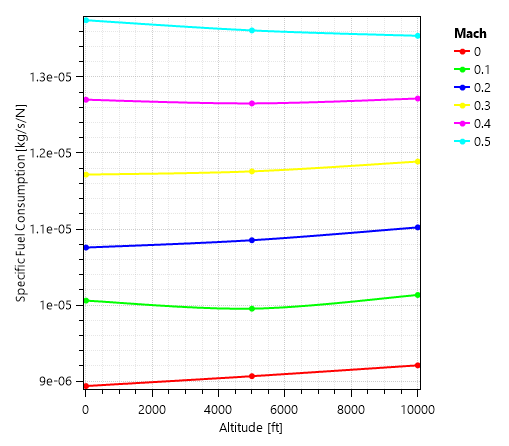 Mach
0
0.1
0.2
0.3
0.4
0.5
Specific Fuel Consumption [kg/s/N]
1.3e-05
1.2e-05
1.1e-05
1e-05
9e-06
0 2000 4000 6000 8000 10000
Altitude [ft]